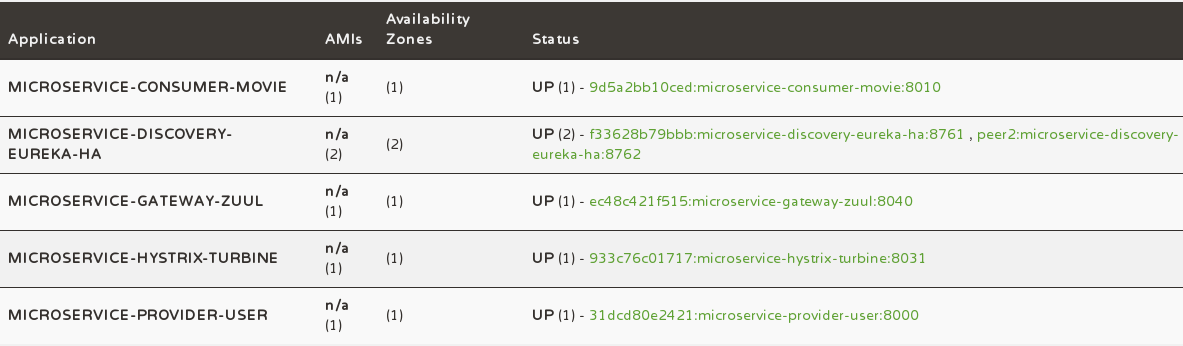 Application AMIs Availability Zones Status
MICROSERVICE-CONSUMER-MOVIE n/a (1) (1) UP (1) - 9d5a2bb10ced:microservice-consumer-movie:8010
MICROSERVICE-DISCOVERY-EUREKA-HA n/a (2) (2) UP (2) - f33628b79bbb:microservice-discovery-eureka-ha:8761 , peer2:microservice-discovery-eureka-ha:8762
MICROSERVICE-GATEWAY-ZUUL n/a (1) (1) UP (1) - ec48c421f515:microservice-gateway-zuul:8040
MICROSERVICE-HYSTRIX-TURBINE n/a (1) (1) UP (1) - 933c76c01717:microservice-hystrix-turbine:8031
MICROSERVICE-PROVIDER-USER n/a (1) (1) UP (1) - 31dcd80e2421:microservice-provider-user:8000